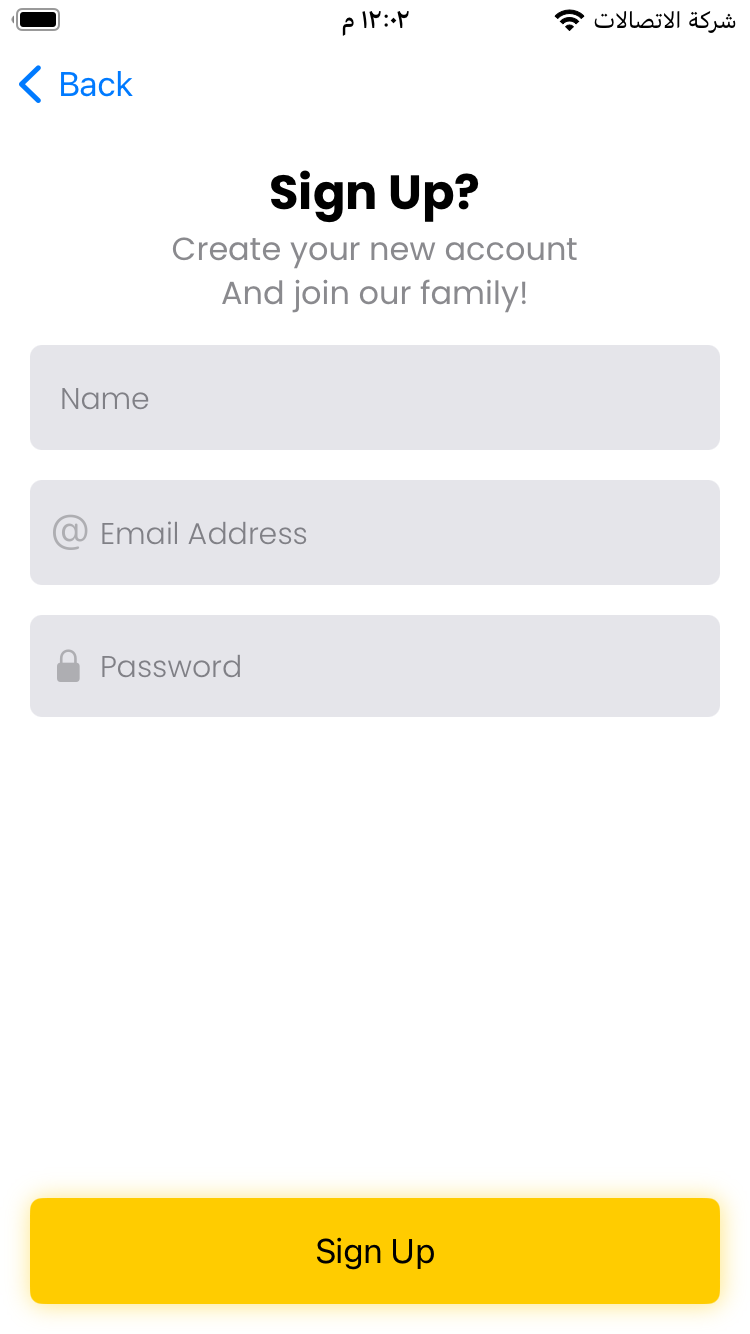 شركة الاتصالات
١٢:٠٢ م
Back
Sign Up?
Create your new account
And join our family!
Name
@ Email Address
Password
Sign Up